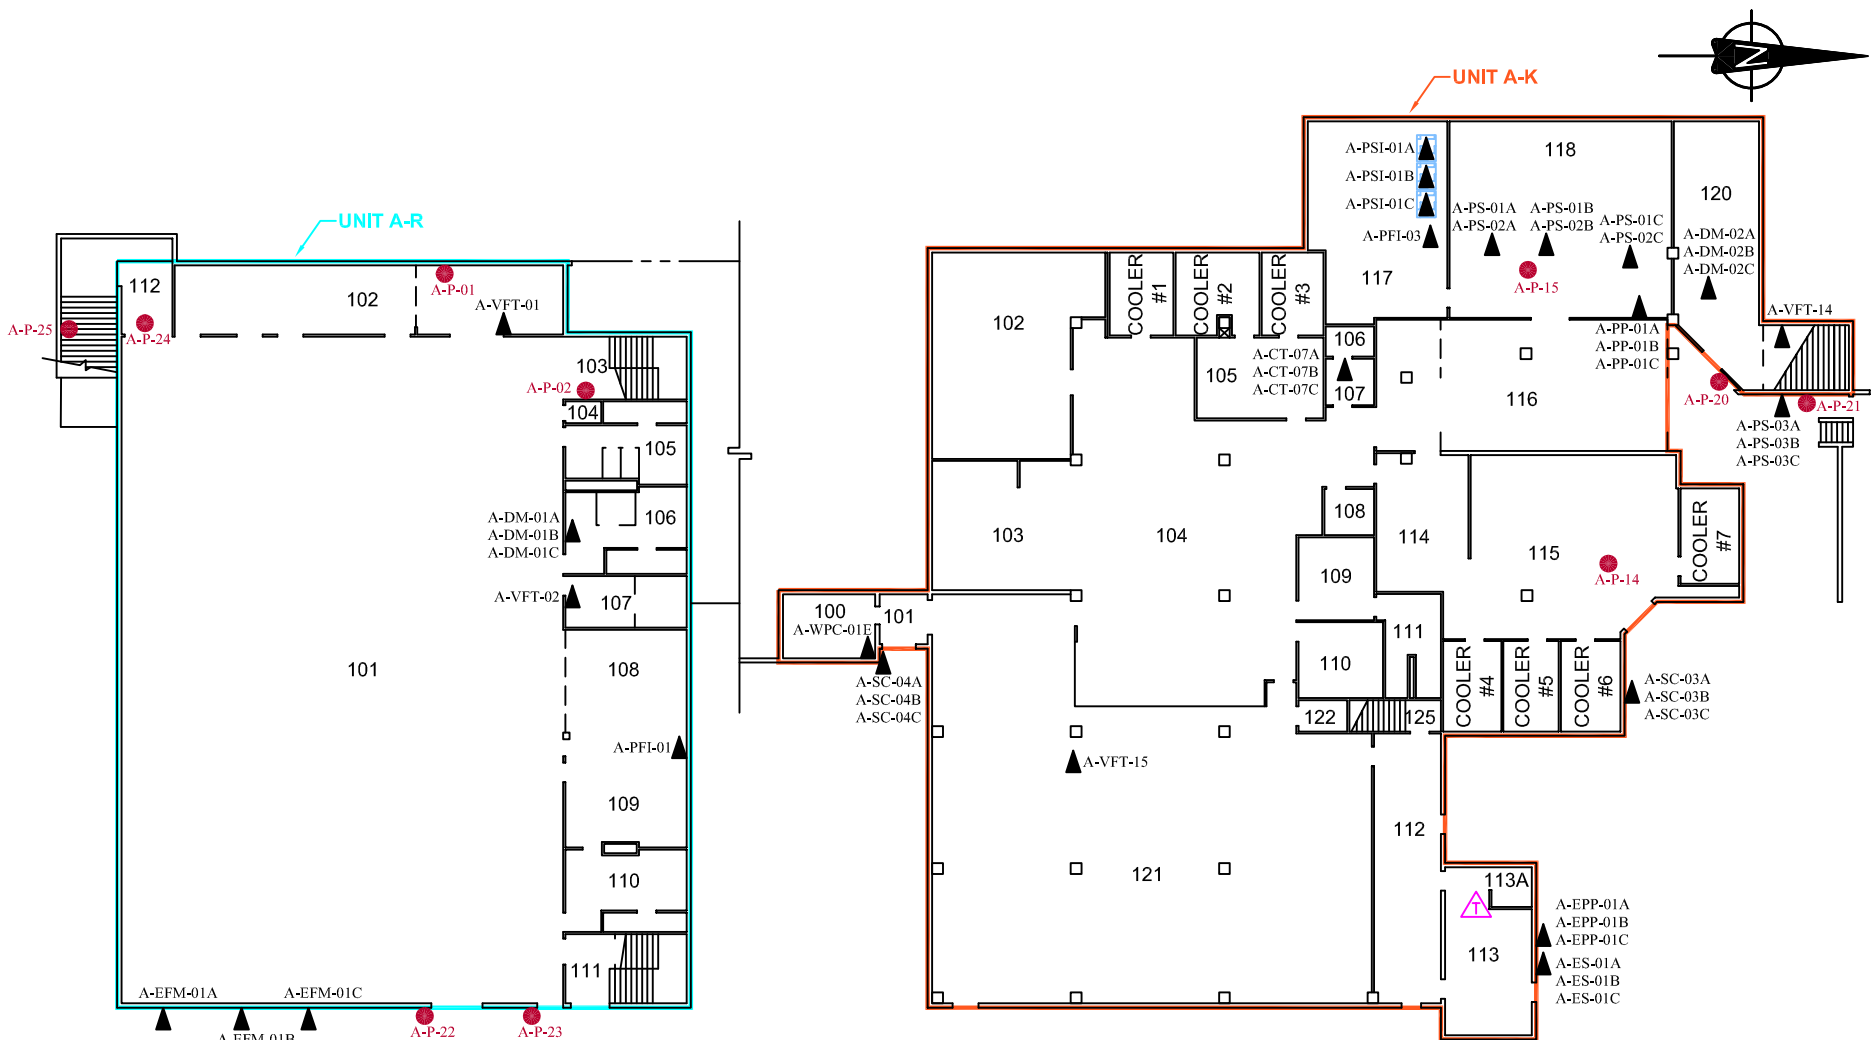 N
UNIT A-K
UNIT A-R
A-PSI-01A
A-PSI-01B
A-PSI-01C
A-PFI-03
117
118
A-PS-01A
A-PS-02A
A-PS-01B
A-PS-02B
A-PS-01C
A-PS-02C
A-P-15
120
A-DM-02A
A-DM-02B
A-DM-02C
A-VFT-14
A-PP-01A
A-PP-01B
A-PP-01C
A-P-20
A-P-21
A-PS-03A
A-PS-03B
A-PS-03C
112
A-P-25
A-P-24
102
A-P-01
A-VFT-01
103
A-P-02
104
105
106
A-DM-01A
A-DM-01B
A-DM-01C
A-VFT-02
107
101
108
A-PFI-01
109
110
111
A-EFM-01A
A-EFM-01B
A-EFM-01C
A-P-22
A-P-23
102
COOLER
#1
COOLER
#2
COOLER
#3
105
A-CT-07A
A-CT-07B
A-CT-07C
106
107
116
103
104
108
114
115
A-P-14
COOLER
#7
109
100
101
A-WPC-01E
A-SC-04A
A-SC-04B
A-SC-04C
110
111
COOLER
#4
COOLER
#5
COOLER
#6
A-SC-03A
A-SC-03B
A-SC-03C
122
125
A-VFT-15
112
121
113A
T
113
A-EPP-01A
A-EPP-01B
A-EPP-01C
A-ES-01A
A-ES-01B
A-ES-01C